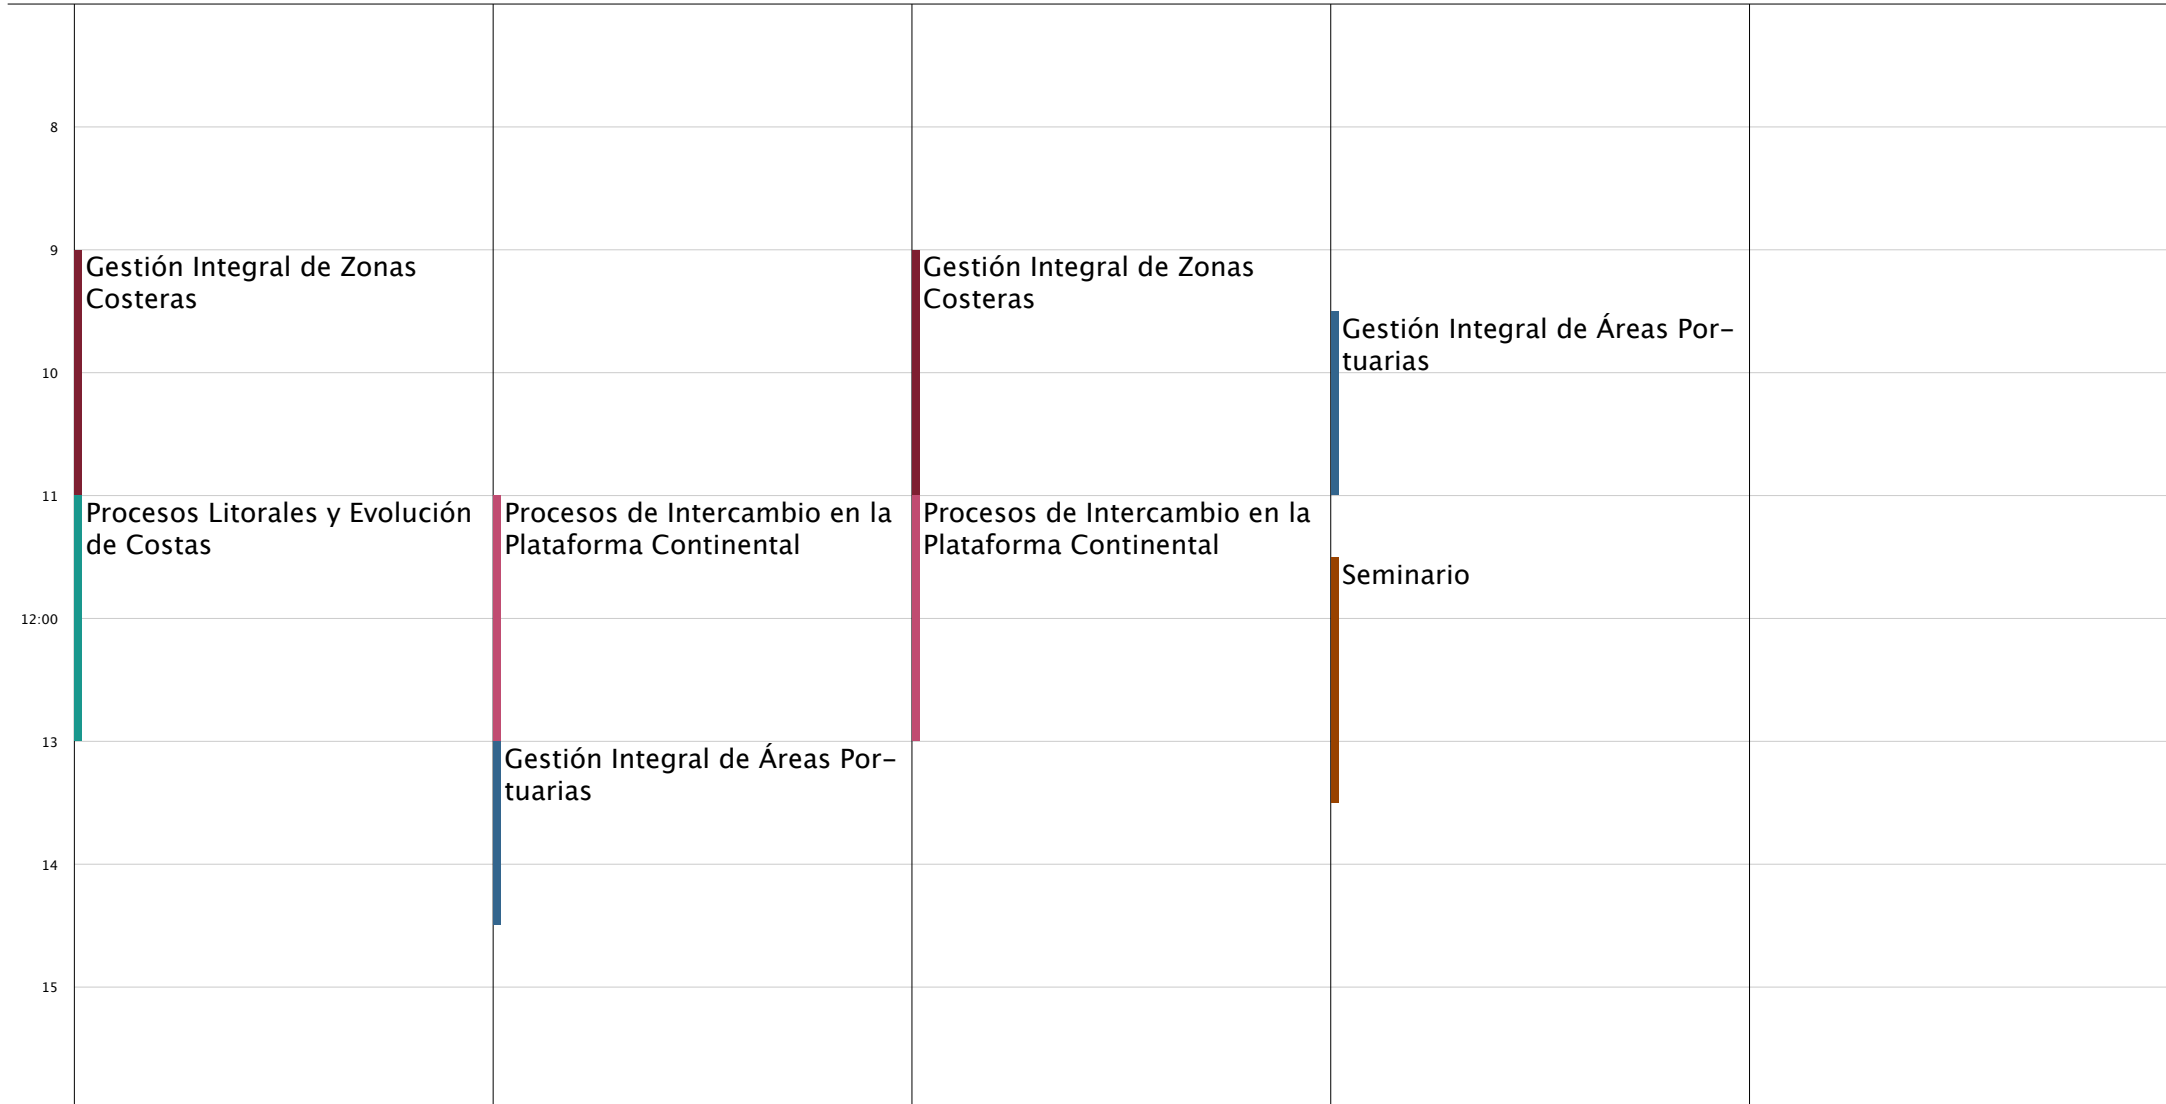 8
9
Gestión Integral de Zonas
Costeras
Gestión Integral de Zonas
Costeras
Gestión Integral de Áreas Por-
tuarias
10
11
Procesos Litorales y Evolución
de Costas
Procesos de Intercambio en la
Plataforma Continental
Procesos de Intercambio en la
Plataforma Continental
Seminario
12:00
13
Gestión Integral de Áreas Por-
tuarias
14
15